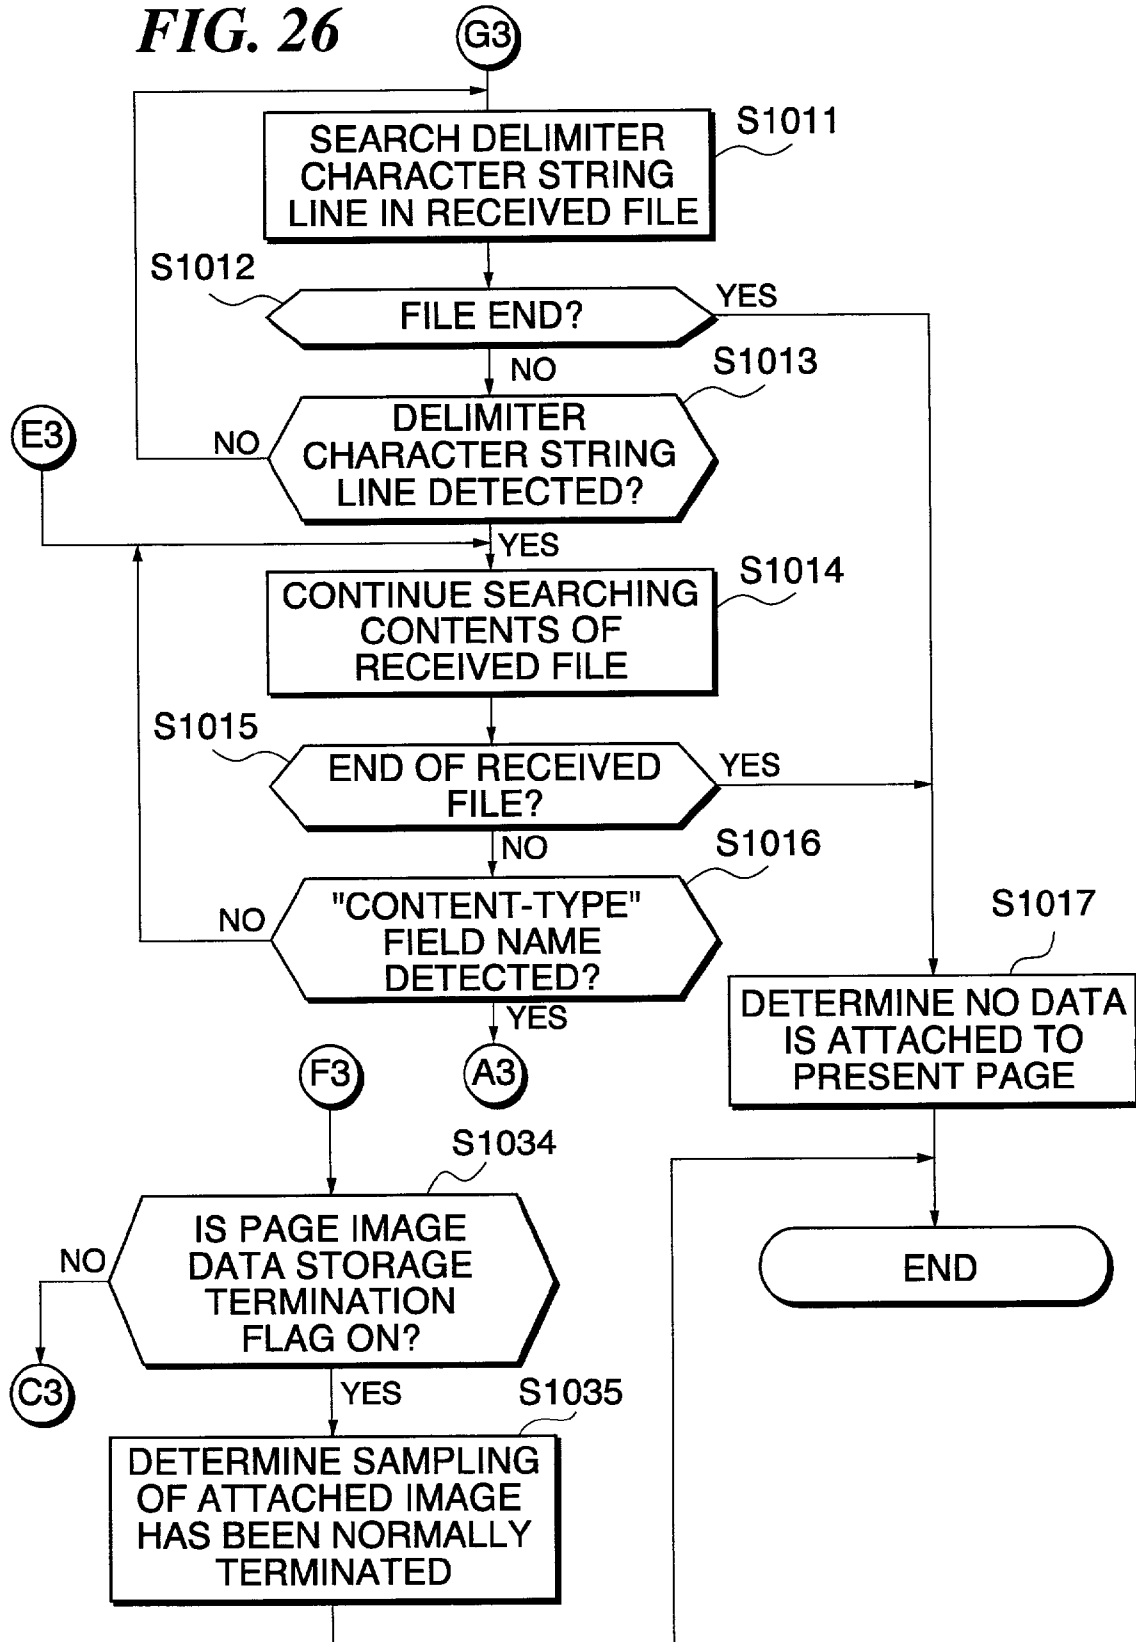 FIG. 26
G3
S1011
SEARCH DELIMITER
CHARACTER STRING
LINE IN RECEIVED FILE
S1012
FILE END?
YES
NO
S1013
E3
DELIMITER
CHARACTER STRING
LINE DETECTED?
NO
YES
S1014
CONTINUE SEARCHING
CONTENTS OF
RECEIVED FILE
S1015
END OF RECEIVED
FILE?
YES
NO
S1016
"CONTENT-TYPE"
FIELD NAME
DETECTED?
NO
YES
S1017
DETERMINE NO DATA
IS ATTACHED TO
PRESENT PAGE
F3
A3
S1034
IS PAGE IMAGE
DATA STORAGE
TERMINATION
FLAG ON?
NO
END
C3
YES
S1035
DETERMINE SAMPLING
OF ATTACHED IMAGE
HAS BEEN NORMALLY
TERMINATED